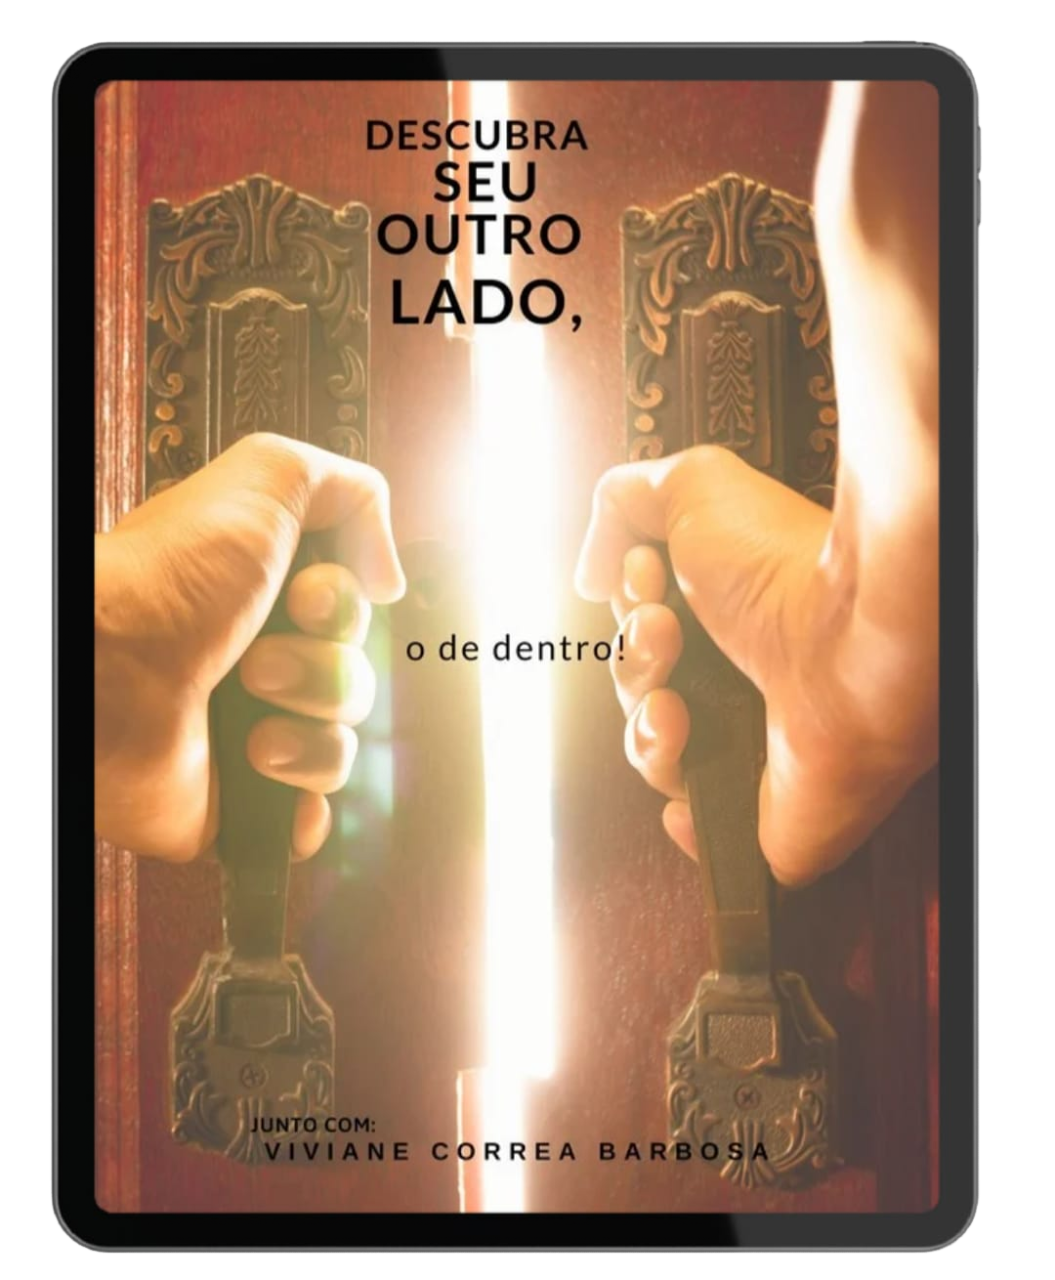 DESCUBRA
SEU
OUTRO
LADO,
o de dentro!
JUNTO COM:
VIVIANE CORREA BARBOSA